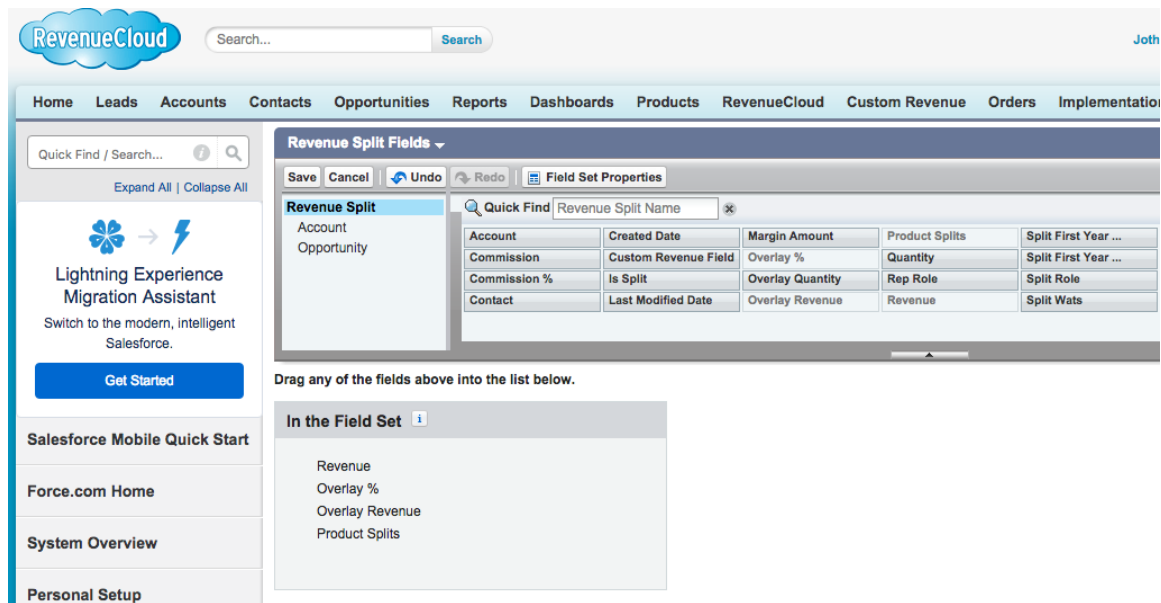 RevenueCloud
Search...
Search
Joth
Home Leads Accounts Contacts Opportunities Reports Dashboards Products RevenueCloud Custom Revenue Orders Implementation
Quick Find / Search...
Expand All | Collapse All
Lightning Experience
Migration Assistant
Switch to the modern, intelligent
Salesforce.
Get Started
Salesforce Mobile Quick Start
Force.com Home
System Overview
Personal Setup
Revenue Split Fields
Save Cancel Undo Redo Field Set Properties
Revenue Split
Account
Opportunity
Quick Find Revenue Split Name
Account Created Date Margin Amount Product Splits Split First Year ...
Commission Custom Revenue Field Overlay % Quantity Split First Year ...
Commission % Is Split Overlay Quantity Rep Role Split Role
Contact Last Modified Date Overlay Revenue Revenue Split Wats
Drag any of the fields above into the list below.
In the Field Set
Revenue
Overlay %
Overlay Revenue
Product Splits